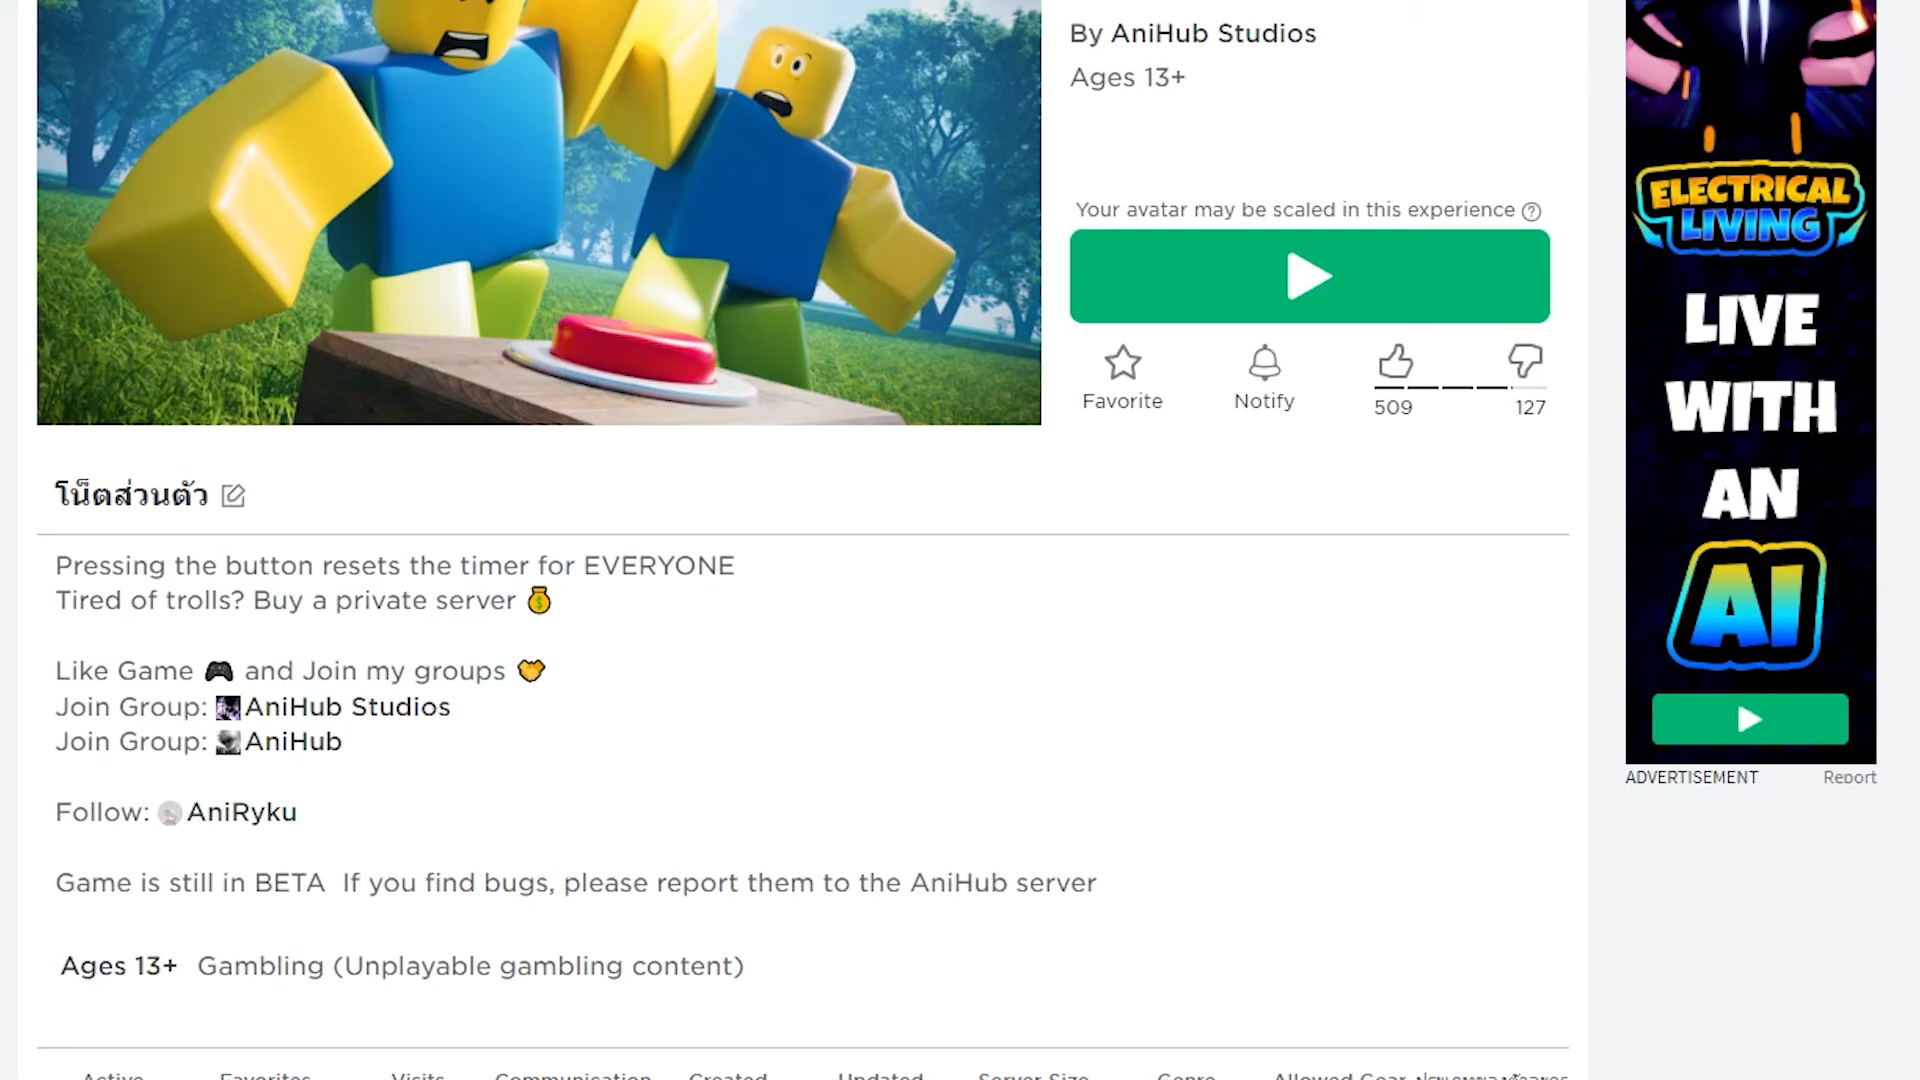 By AniHub Studios
Ages 13+
Your avatar may be scaled in this experience
Favorite
Notify
509
127
โน็ตส่วนตัว
Pressing the button resets the timer for EVERYONE
Tired of trolls? Buy a private server
Like Game 🎮 and Join my groups
Join Group: AniHub Studios
Join Group: AniHub
Follow: AniRyku
Game is still in BETA If you find bugs, please report them to the AniHub server
Ages 13+ Gambling (Unplayable gambling content)
Active Favorites Visits Communication Created Updated Server Size Genre Allowed Gear
ELECTRICAL
LIVING
LIVE
WITH
AN
AI
ADVERTISEMENT
Report